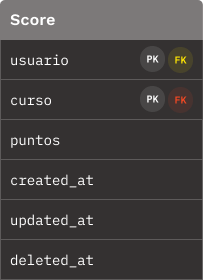 Score
usuario PK FK
curso PK FK
puntos
created_at
updated_at
deleted_at